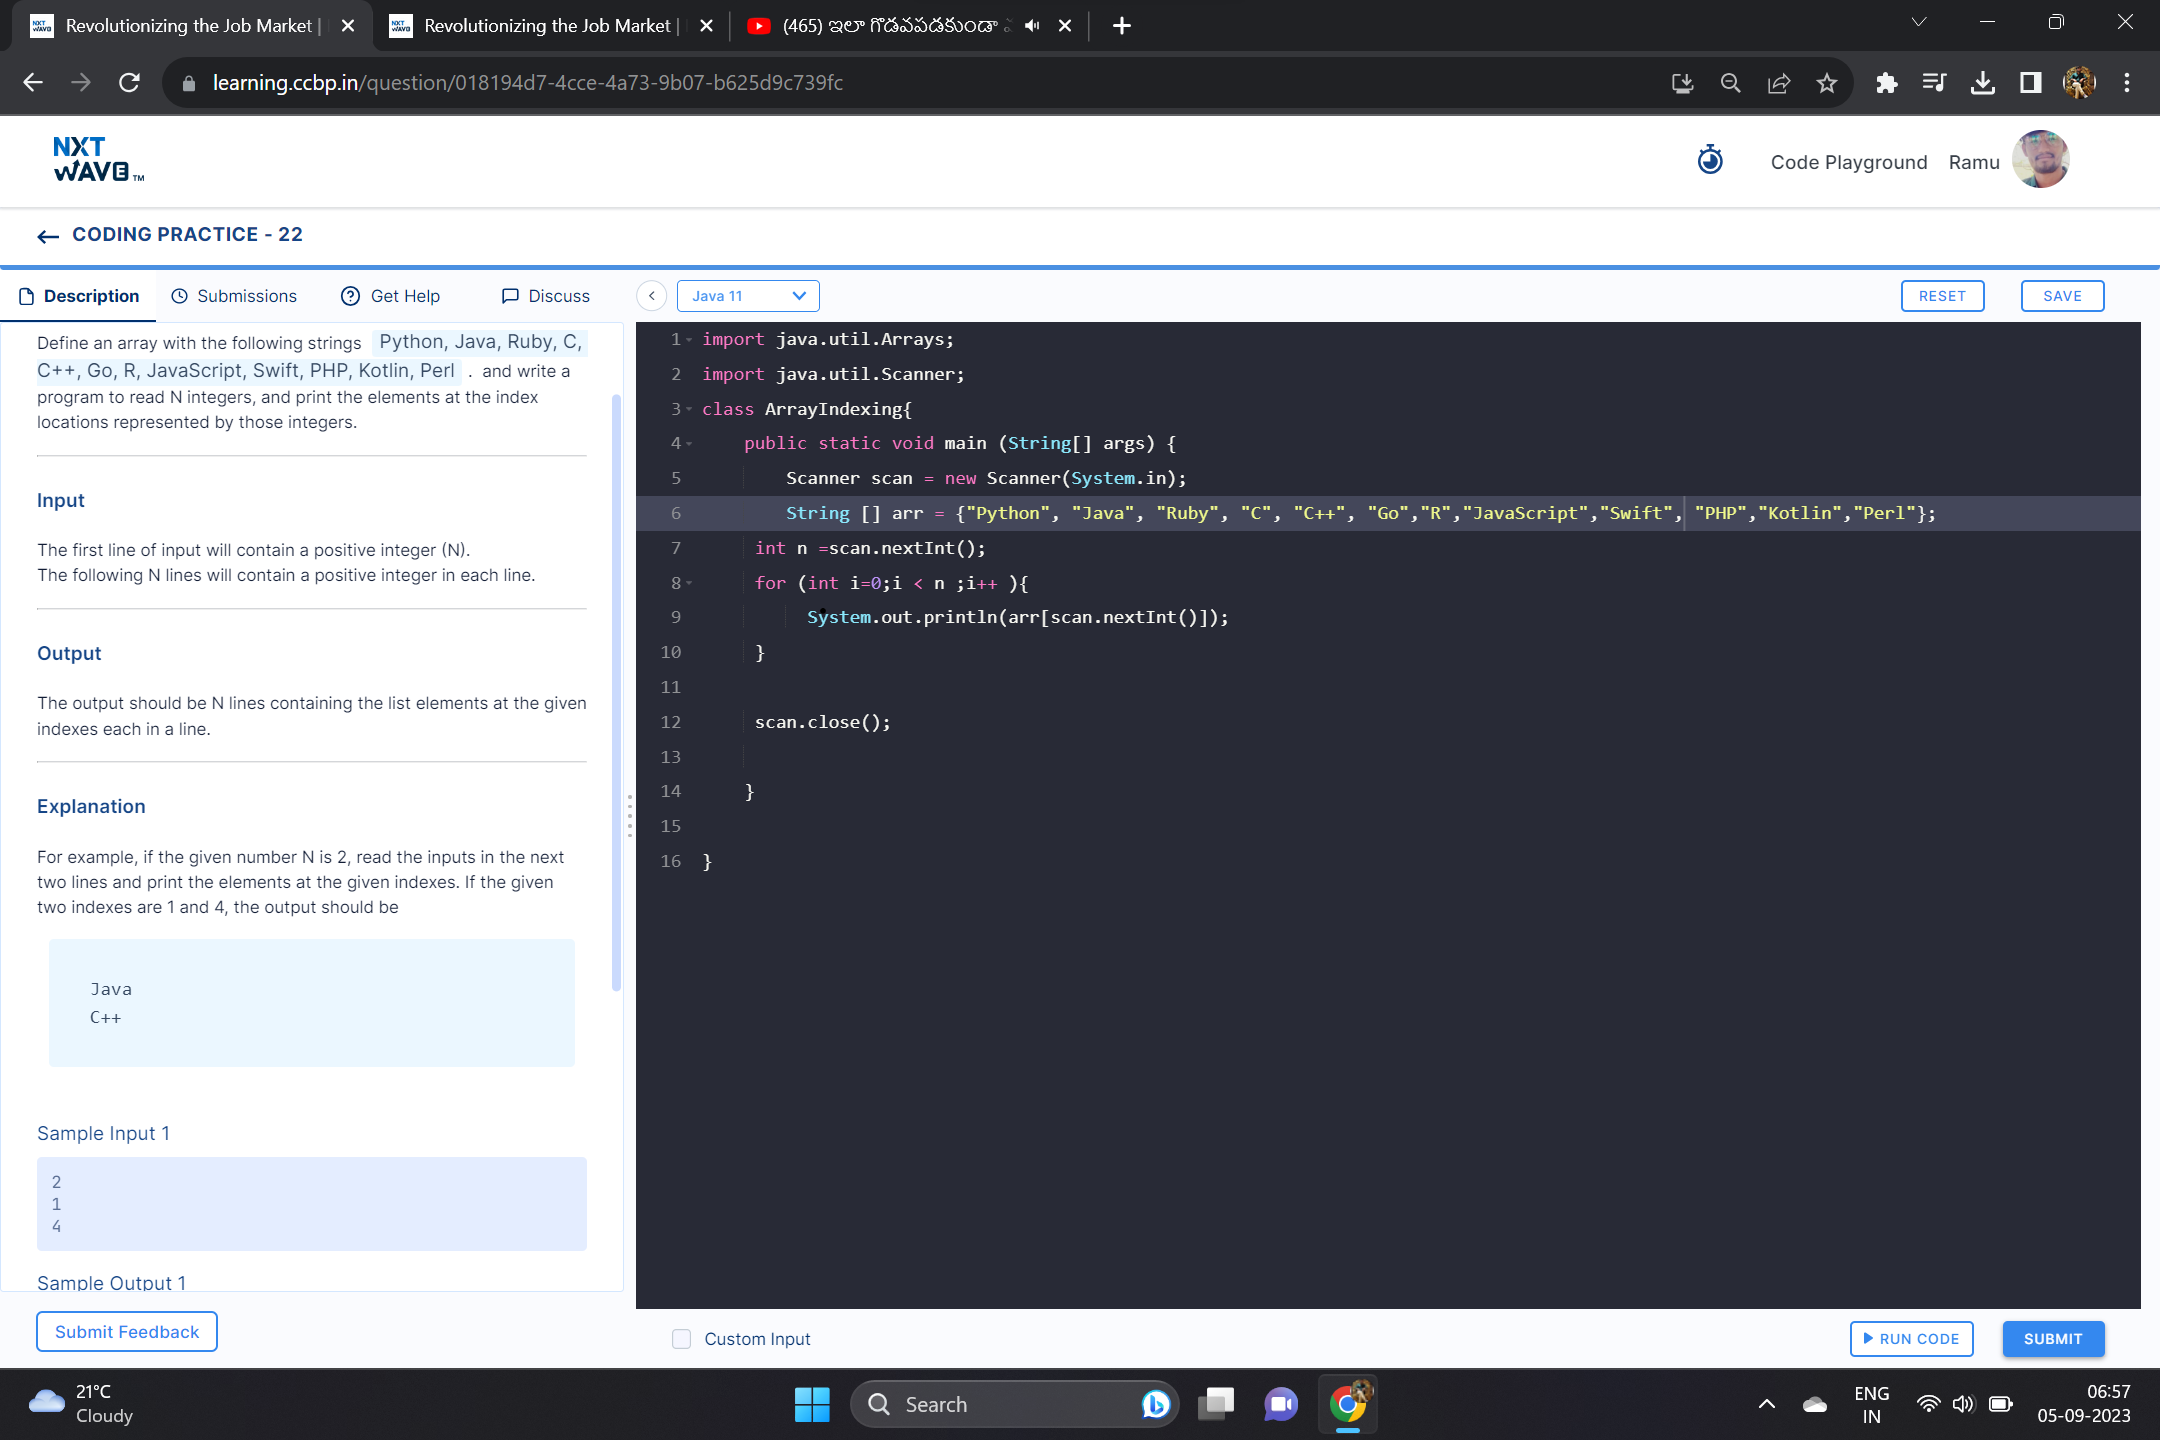 Revolutionizing the Job Market |
Revolutionizing the Job Market |
(465) ఇలా గొడవపడకుండా
learning.ccbp.in/question/018194d7-4cce-4a73-9b07-b625d9c739fc
NXT
WAVE TM
Code Playground
Ramu
CODING PRACTICE - 22
Description
Submissions
Get Help
Discuss
Java 11
RESET
SAVE
Define an array with the following strings Python, Java, Ruby, C,
C++, Go, R, JavaScript, Swift, PHP, Kotlin, Perl . and write a
program to read N integers, and print the elements at the index
locations represented by those integers.
Input
The first line of input will contain a positive integer (N).
The following N lines will contain a positive integer in each line.
Output
The output should be N lines containing the list elements at the given
indexes each in a line.
Explanation
For example, if the given number N is 2, read the inputs in the next
two lines and print the elements at the given indexes. If the given
two indexes are 1 and 4, the output should be
Java
C++
Sample Input 1
2
1
4
Sample Output 1
Submit Feedback
1 import java.util.Arrays;
2 import java.util.Scanner;
3 class ArrayIndexing{
4 public static void main (String[] args) {
5 Scanner scan = new Scanner(System.in);
6 String [] arr = {"Python", "Java", "Ruby", "C", "C++", "Go","R","JavaScript","Swift", "PHP","Kotlin","Perl"};
7 int n =scan.nextInt();
8 for (int i=0;i < n ;i++ ){
9 System.out.println(arr[scan.nextInt()]);
10 }
11
12 scan.close();
13
14 }
15
16 }
Custom Input
RUN CODE
SUBMIT
21°C
Cloudy
Search
ENG
IN
06:57
05-09-2023